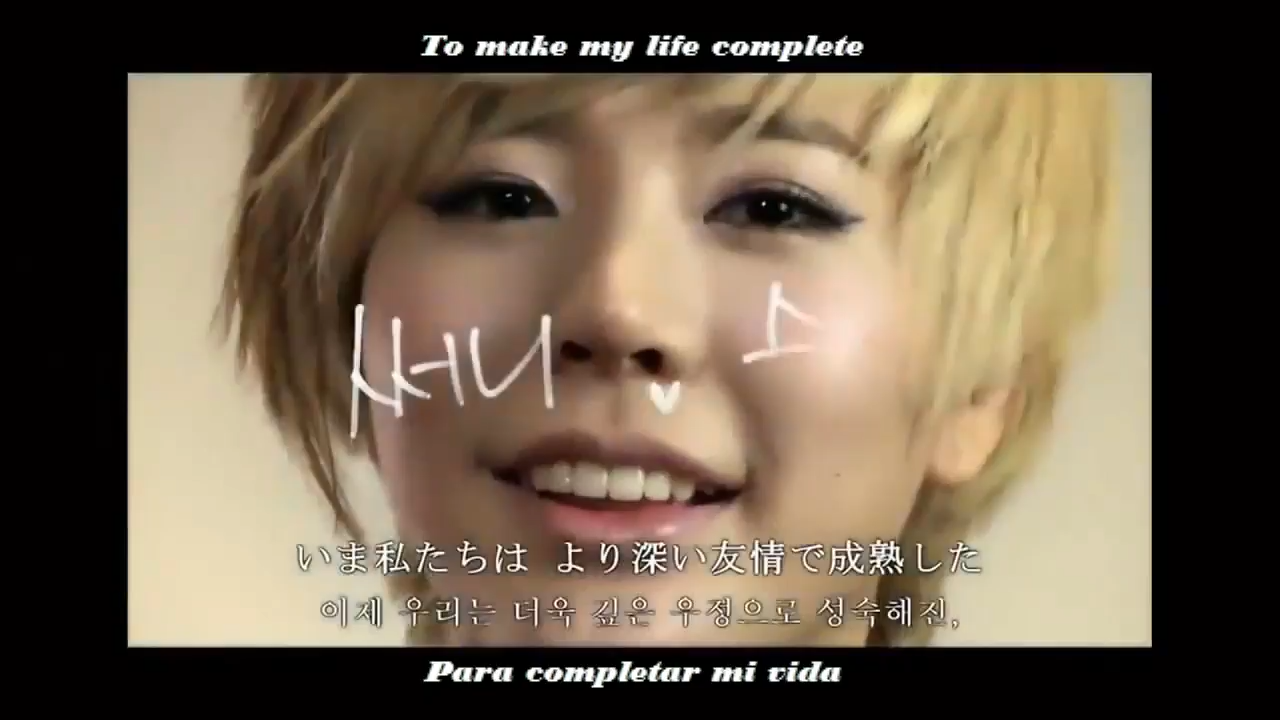 To make my life complete
써니
いま私たちは より深い友情で成熟した
이제 우리는 더욱 깊은 우정으로 성숙해진,
Para completar mi vida